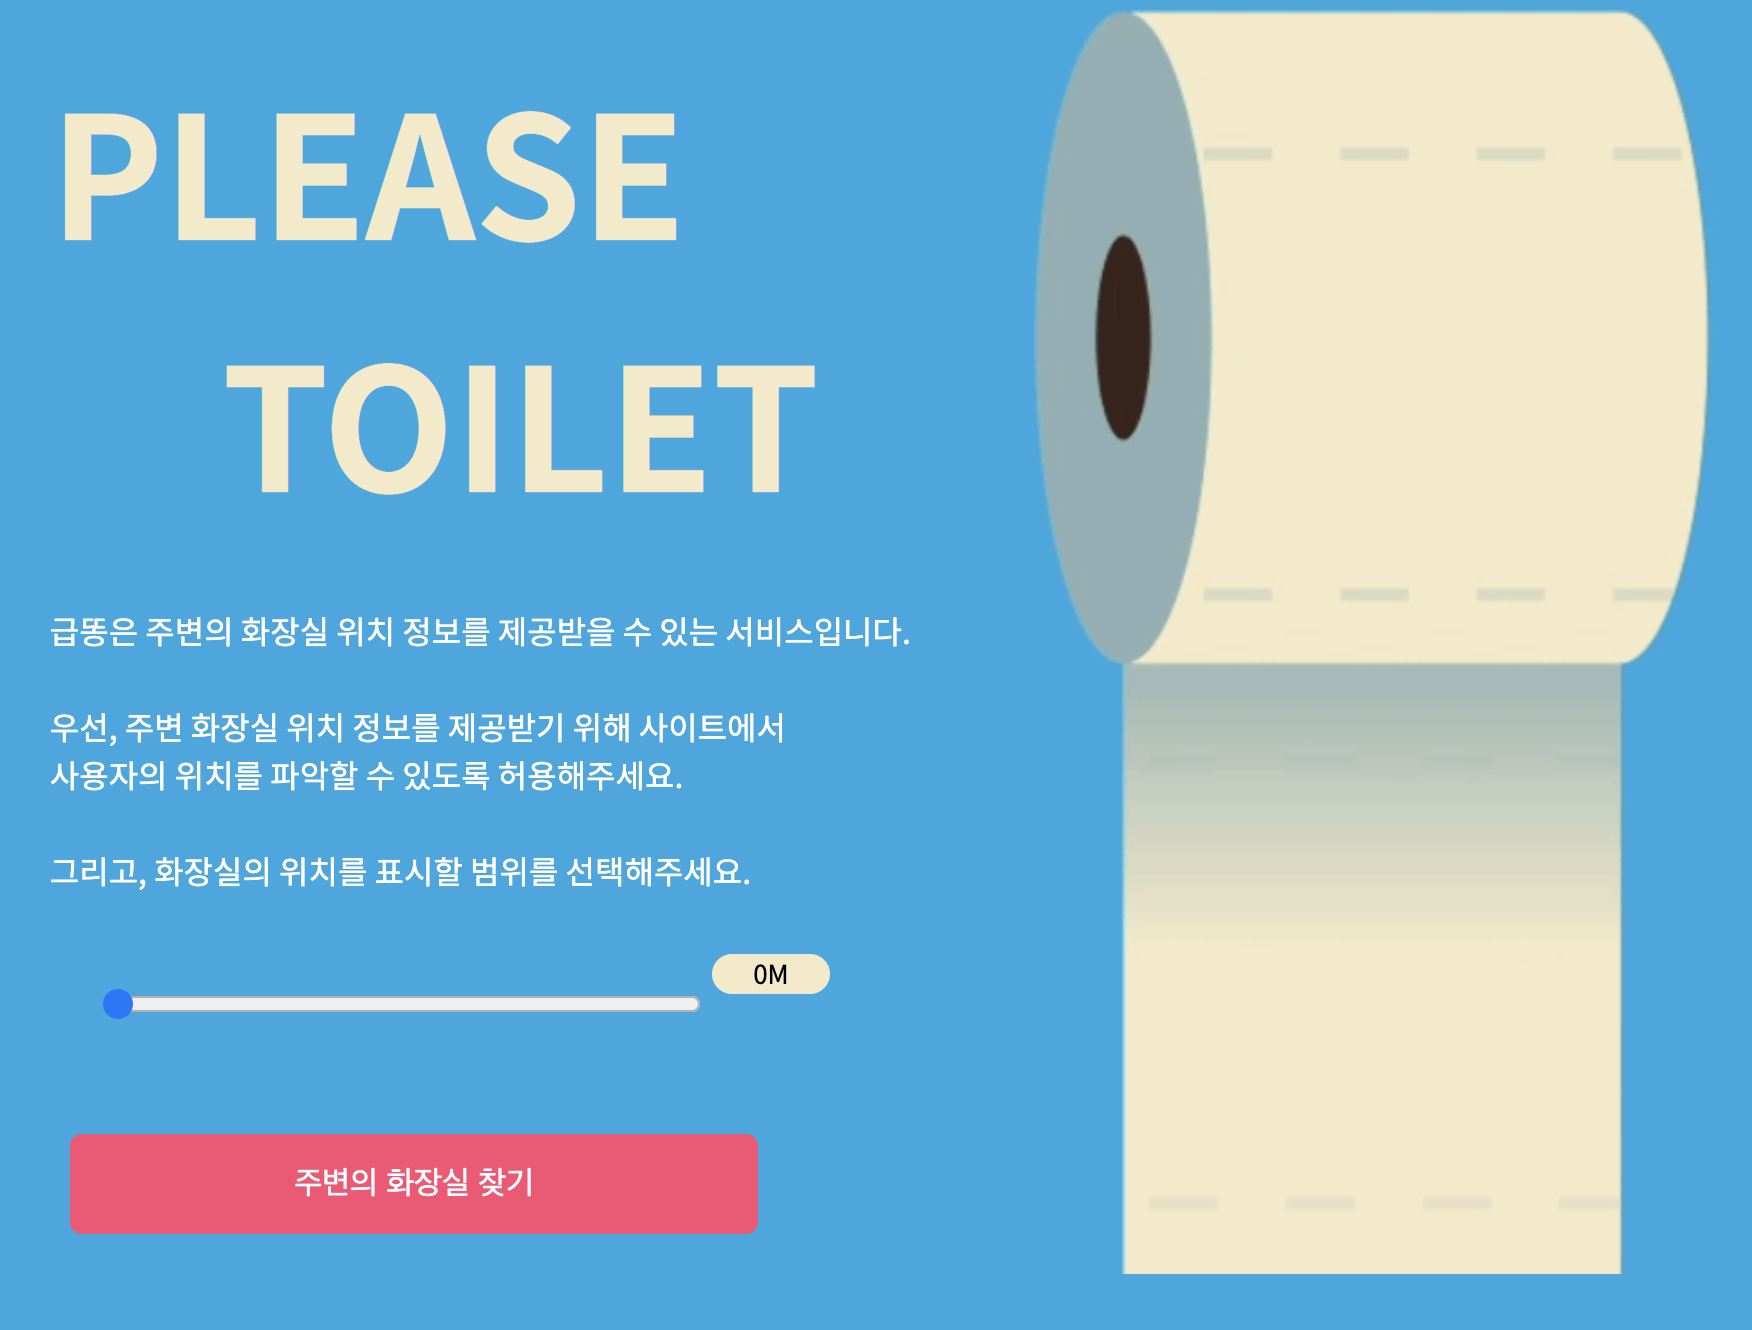 PLEASE
TOILET
급똥은 주변의 화장실 위치 정보를 제공받을 수 있는 서비스입니다.
우선, 주변 화장실 위치 정보를 제공받기 위해 사이트에서
사용자의 위치를 파악할 수 있도록 허용해주세요.
그리고, 화장실의 위치를 표시할 범위를 선택해주세요.
0M
주변의 화장실 찾기